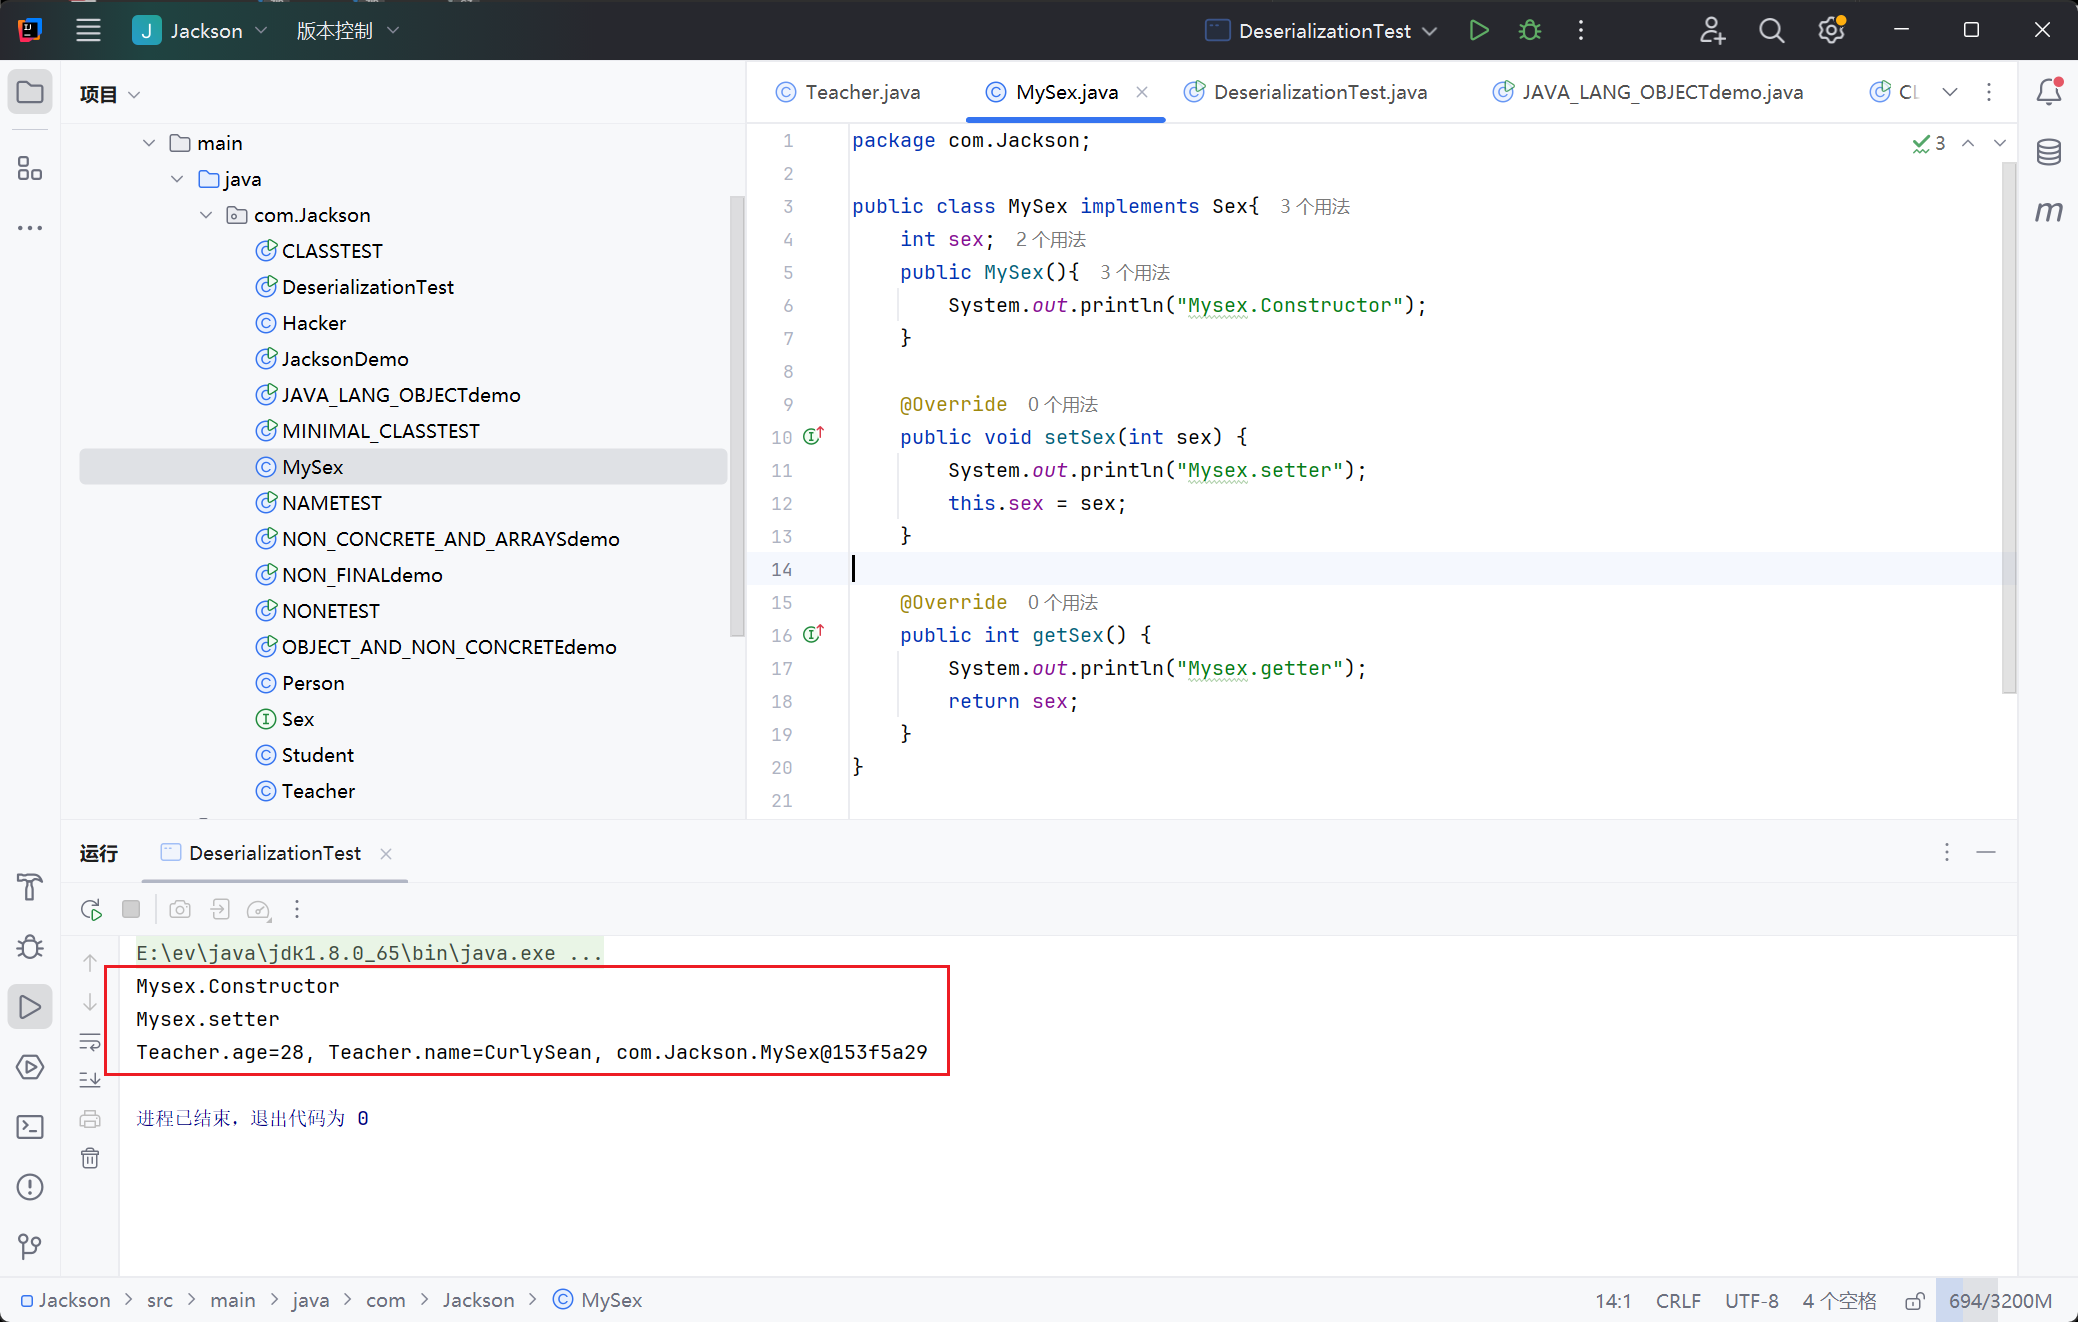 J Jackson 版本控制 DeserializationTest
项目
main
java
com.Jackson
CLASSTEST
DeserializationTest
Hacker
JacksonDemo
JAVA_LANG_OBJECTdemo
MINIMAL_CLASSTEST
MySex
NAMETEST
NON_CONCRETE_AND_ARRAYSdemo
NON_FINALdemo
NONETEST
OBJECT_AND_NON_CONCRETEdemo
Person
Sex
Student
Teacher
Teacher.java MySex.java DeserializationTest.java JAVA_LANG_OBJECTdemo.java
3
1 package com.Jackson;
2
3 public class MySex implements Sex{ 3 个用法
4 int sex; 2 个用法
5 public MySex(){ 3 个用法
6 System.out.println("Mysex.Constructor");
7 }
8
9 @Override 0 个用法
10 public void setSex(int sex) {
11 System.out.println("Mysex.setter");
12 this.sex = sex;
13 }
14
15 @Override 0 个用法
16 public int getSex() {
17 System.out.println("Mysex.getter");
18 return sex;
19 }
20 }
21
运行 DeserializationTest
E:\ev\java\jdk1.8.0_65\bin\java.exe ...
Mysex.Constructor
Mysex.setter
Teacher.age=28, Teacher.name=CurlySean, com.Jackson.MySex@153f5a29
进程已结束，退出代码为 0
Jackson > src > main > java > com > Jackson > MySex 14:1 CRLF UTF-8 4 个空格 694/3200M